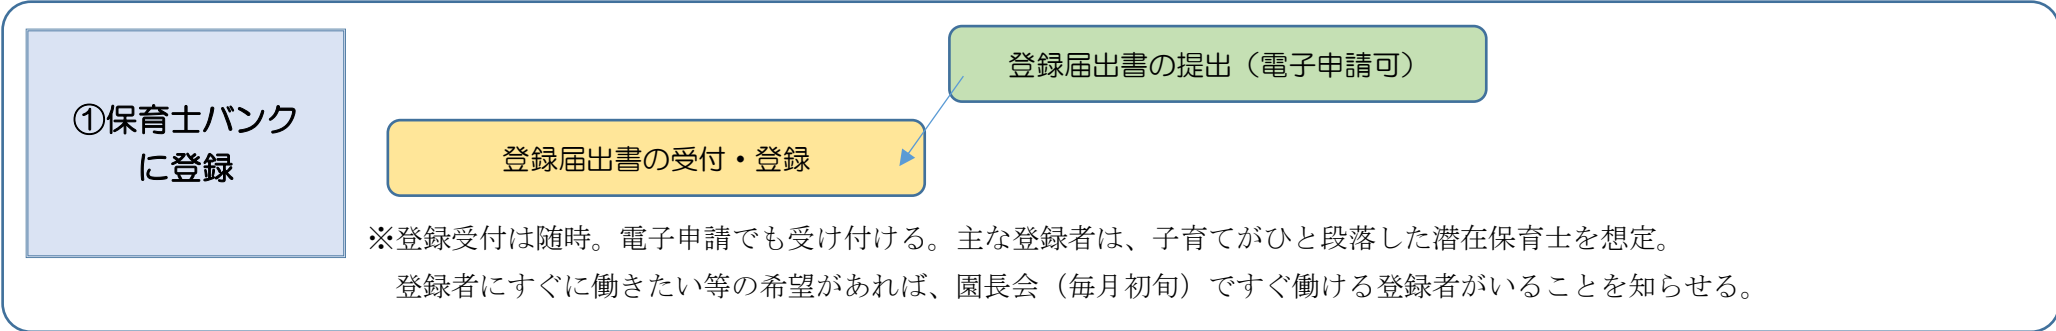 ①保育士バンク
に登録
登録届出書の提出（電子申請可）
登録届出書の受付・登録
※登録受付は随時。電子申請でも受け付ける。主な登録者は、子育てがひと段落した潜在保育士を想定。
登録者にすぐに働きたい等の希望があれば、園長会（毎月初旬）ですぐ働ける登録者がいることを知らせる。